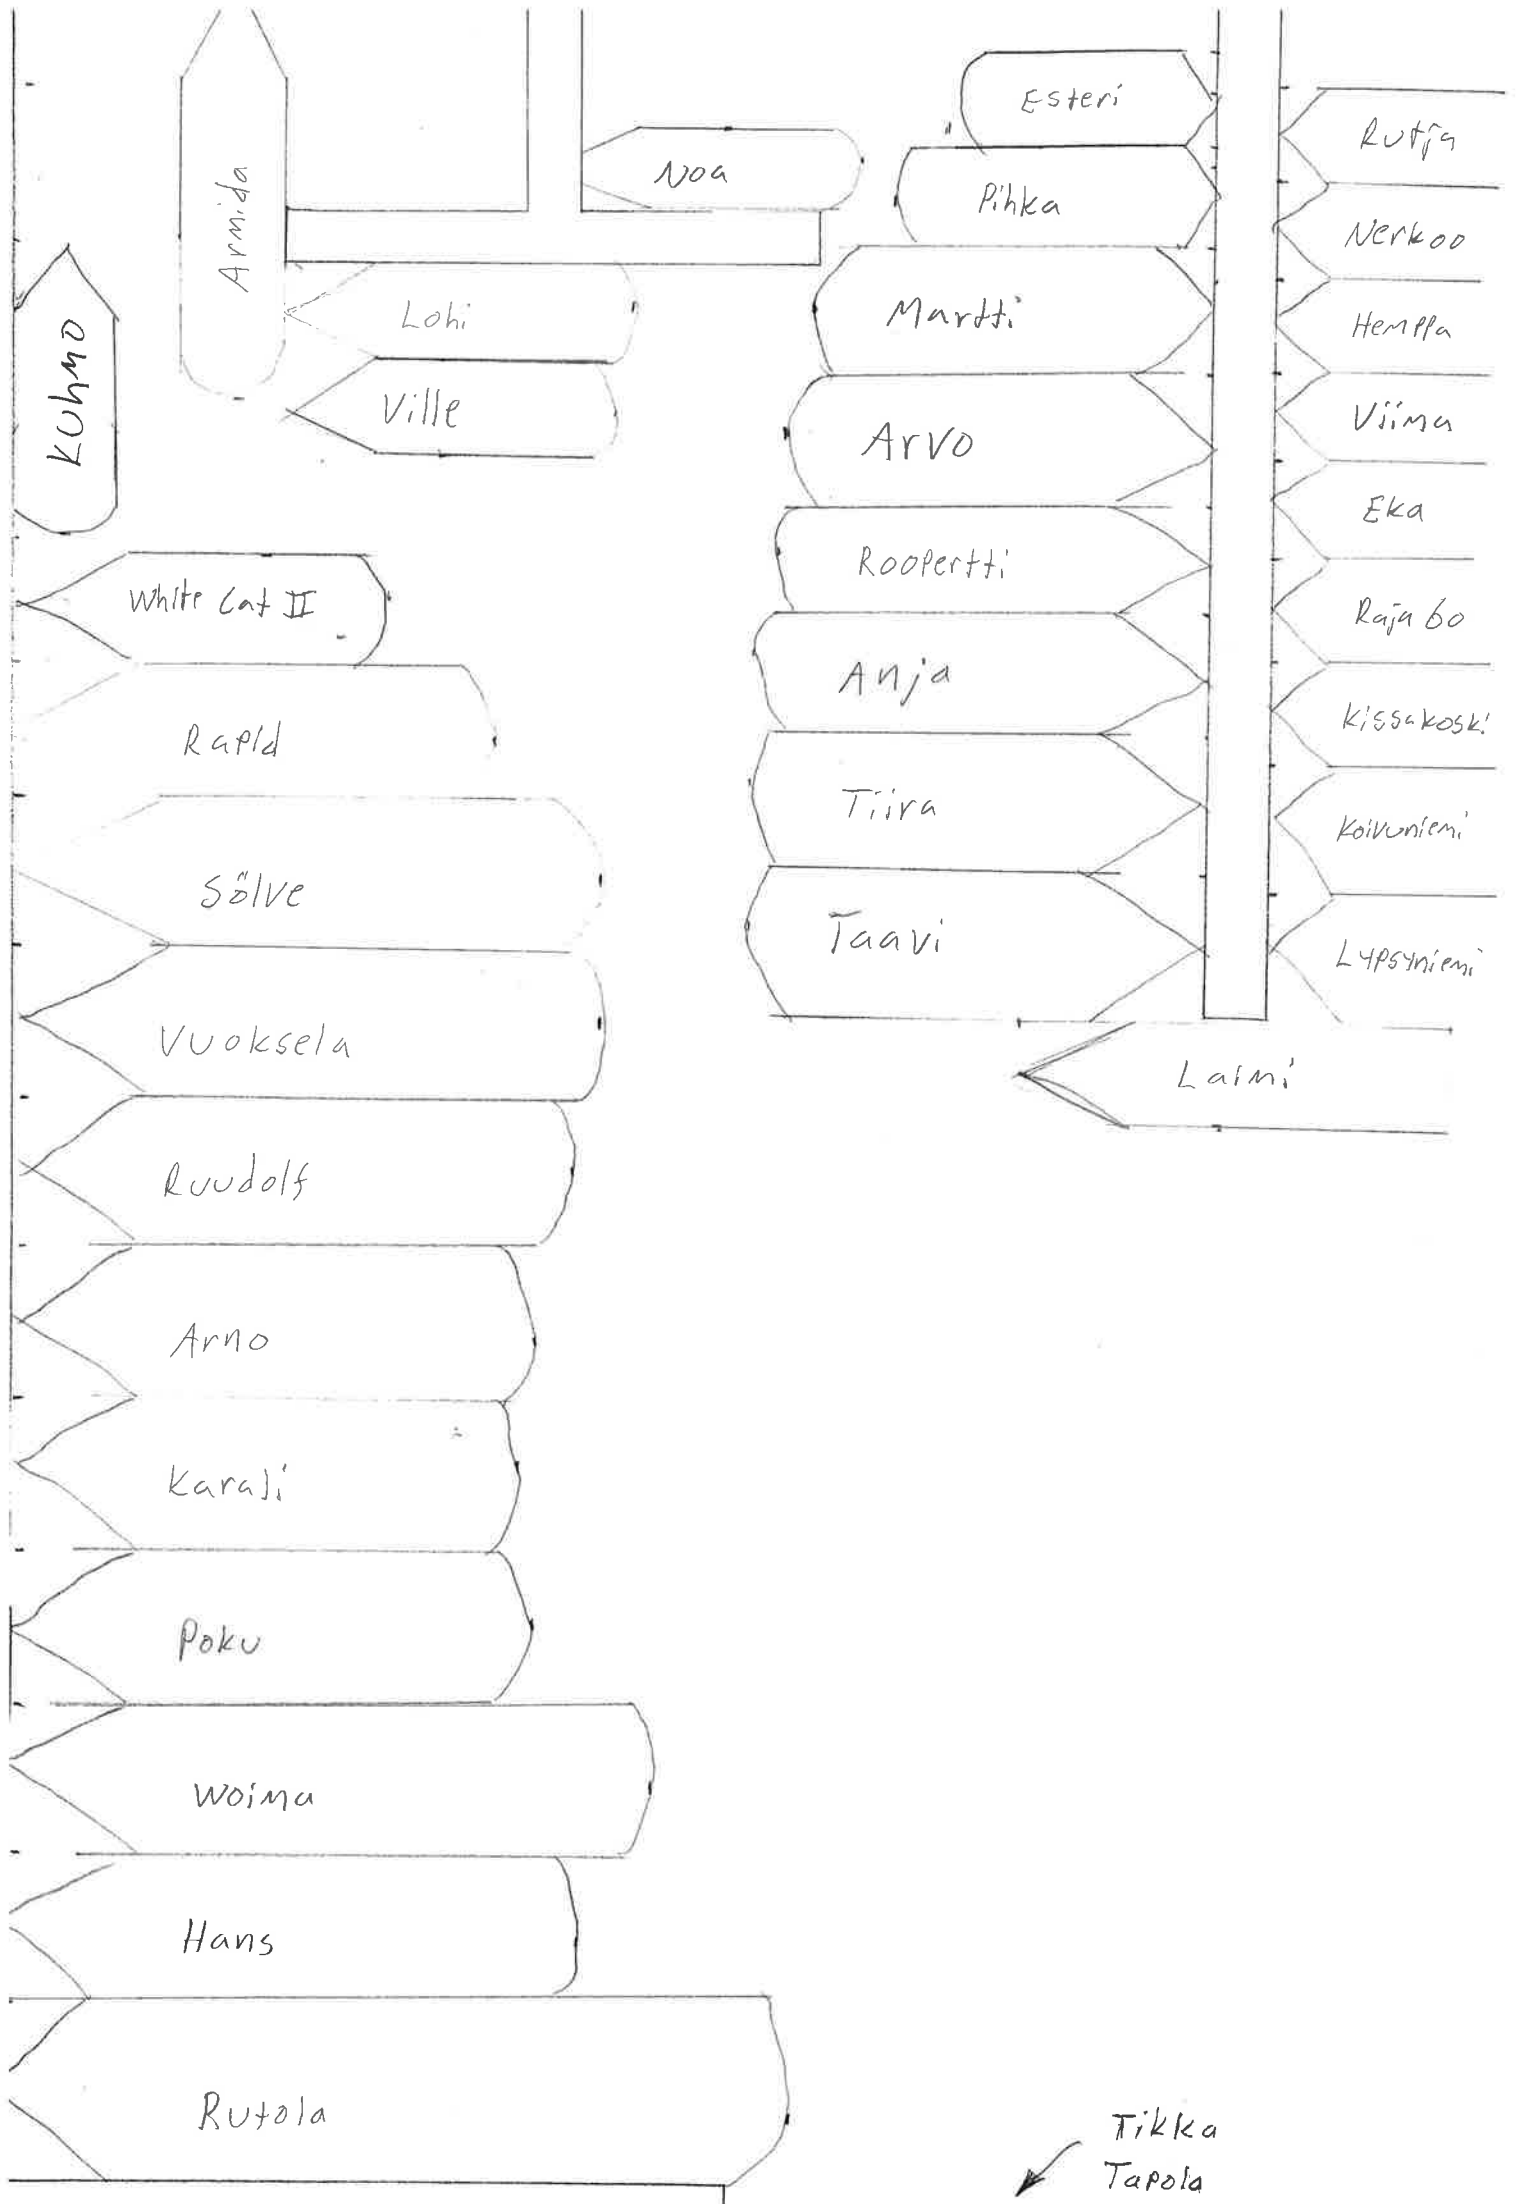 Armida
KUHMO
Noa
Lohi
Ville
White Cat II
Rapid
Sölve
Vuoksela
Ruudolf
Arno
Poku
Woima
Hans
Rutola
Esteri
Pihka
Martti
Arvo
Roopertti
Anja
Tiira
Taavi
Rutja
Nerkoo
Hemppa
Viima
Eka
Raja 60
Kissakoski
Koivuniemi
Lypsyniemi
Laimi
Tikka
Tapola